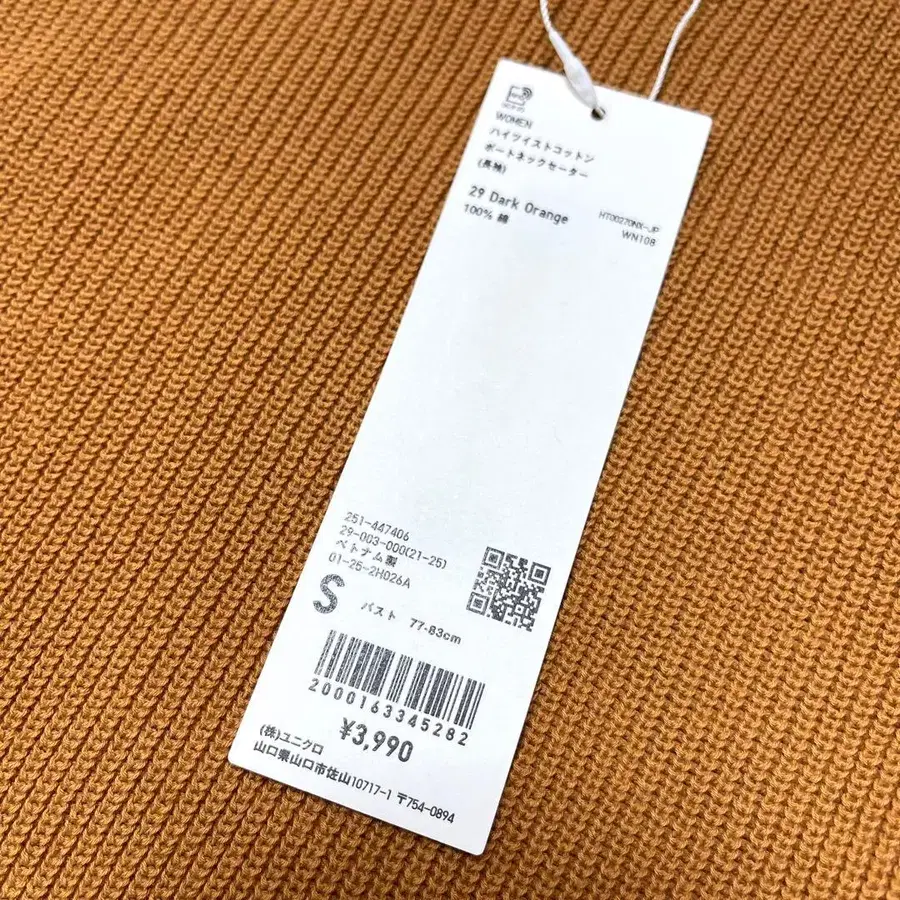 WOMEN
ハイツイストコットン
ボートネックセーター
(長袖)
29 Dark Orange
100% 綿
HT00270NX-JP
WN108
251-447406
29-003-000(21-25)
ベトナム製
01-25-2H026A
S
バスト 77-83cm
2000163345282
¥3,990
(株)ユニクロ
山口県山口市佐山10717-1 〒754-0894